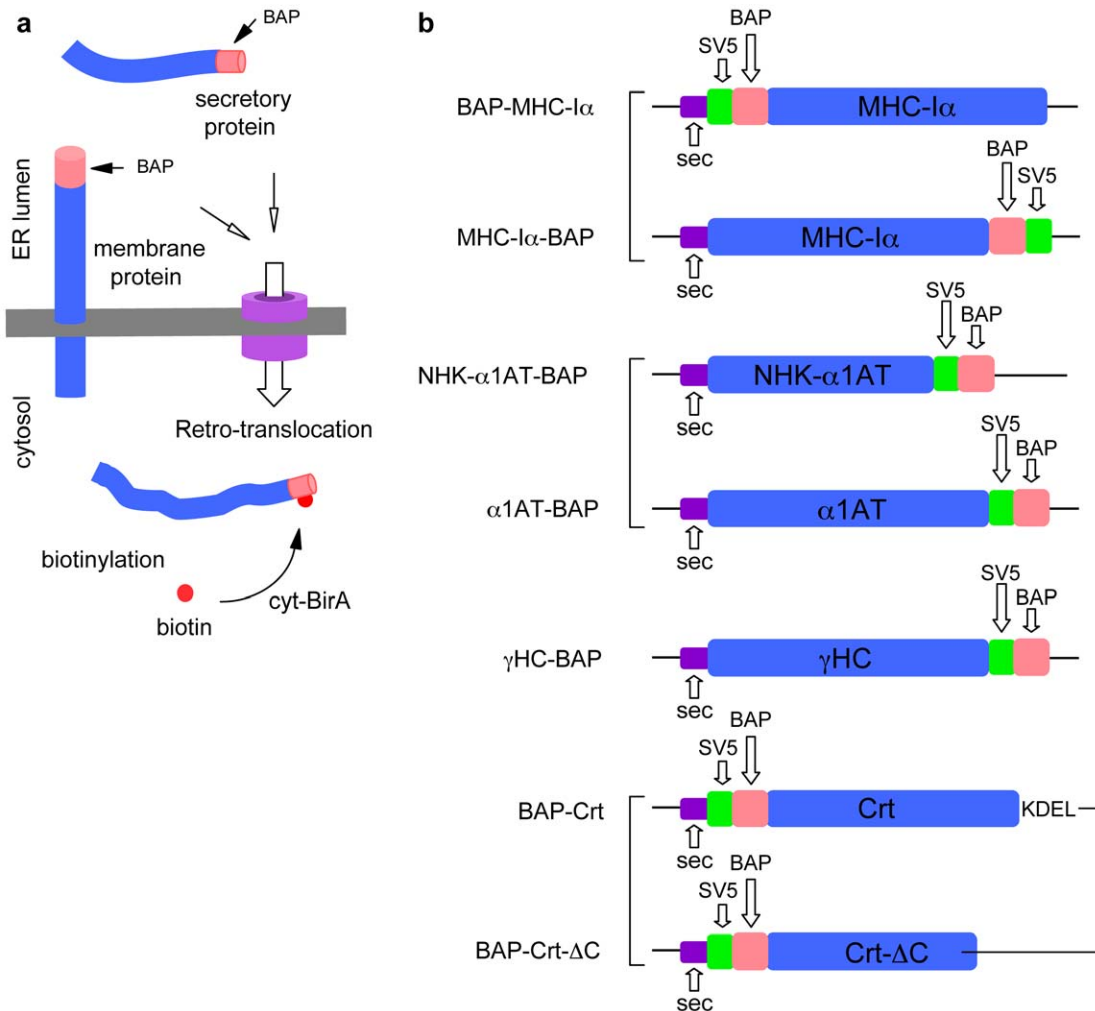 a
BAP
secretory
protein
BAP
ER lumen
membrane
protein
cytosol
Retro-translocation
biotinylation
cyt-BirA
biotin
b
BAP
SV5
BAP-MHC-Iα
MHC-Iα
sec
BAP
SV5
MHC-Iα-BAP
MHC-Iα
sec
SV5
BAP
NHK-α1AT-BAP
NHK-α1AT
sec
SV5
BAP
α1AT-BAP
α1AT
sec
SV5
BAP
γHC-BAP
γHC
sec
BAP
SV5
BAP-Crt
Crt
KDEL
sec
BAP
SV5
BAP-Crt-ΔC
Crt-ΔC
sec